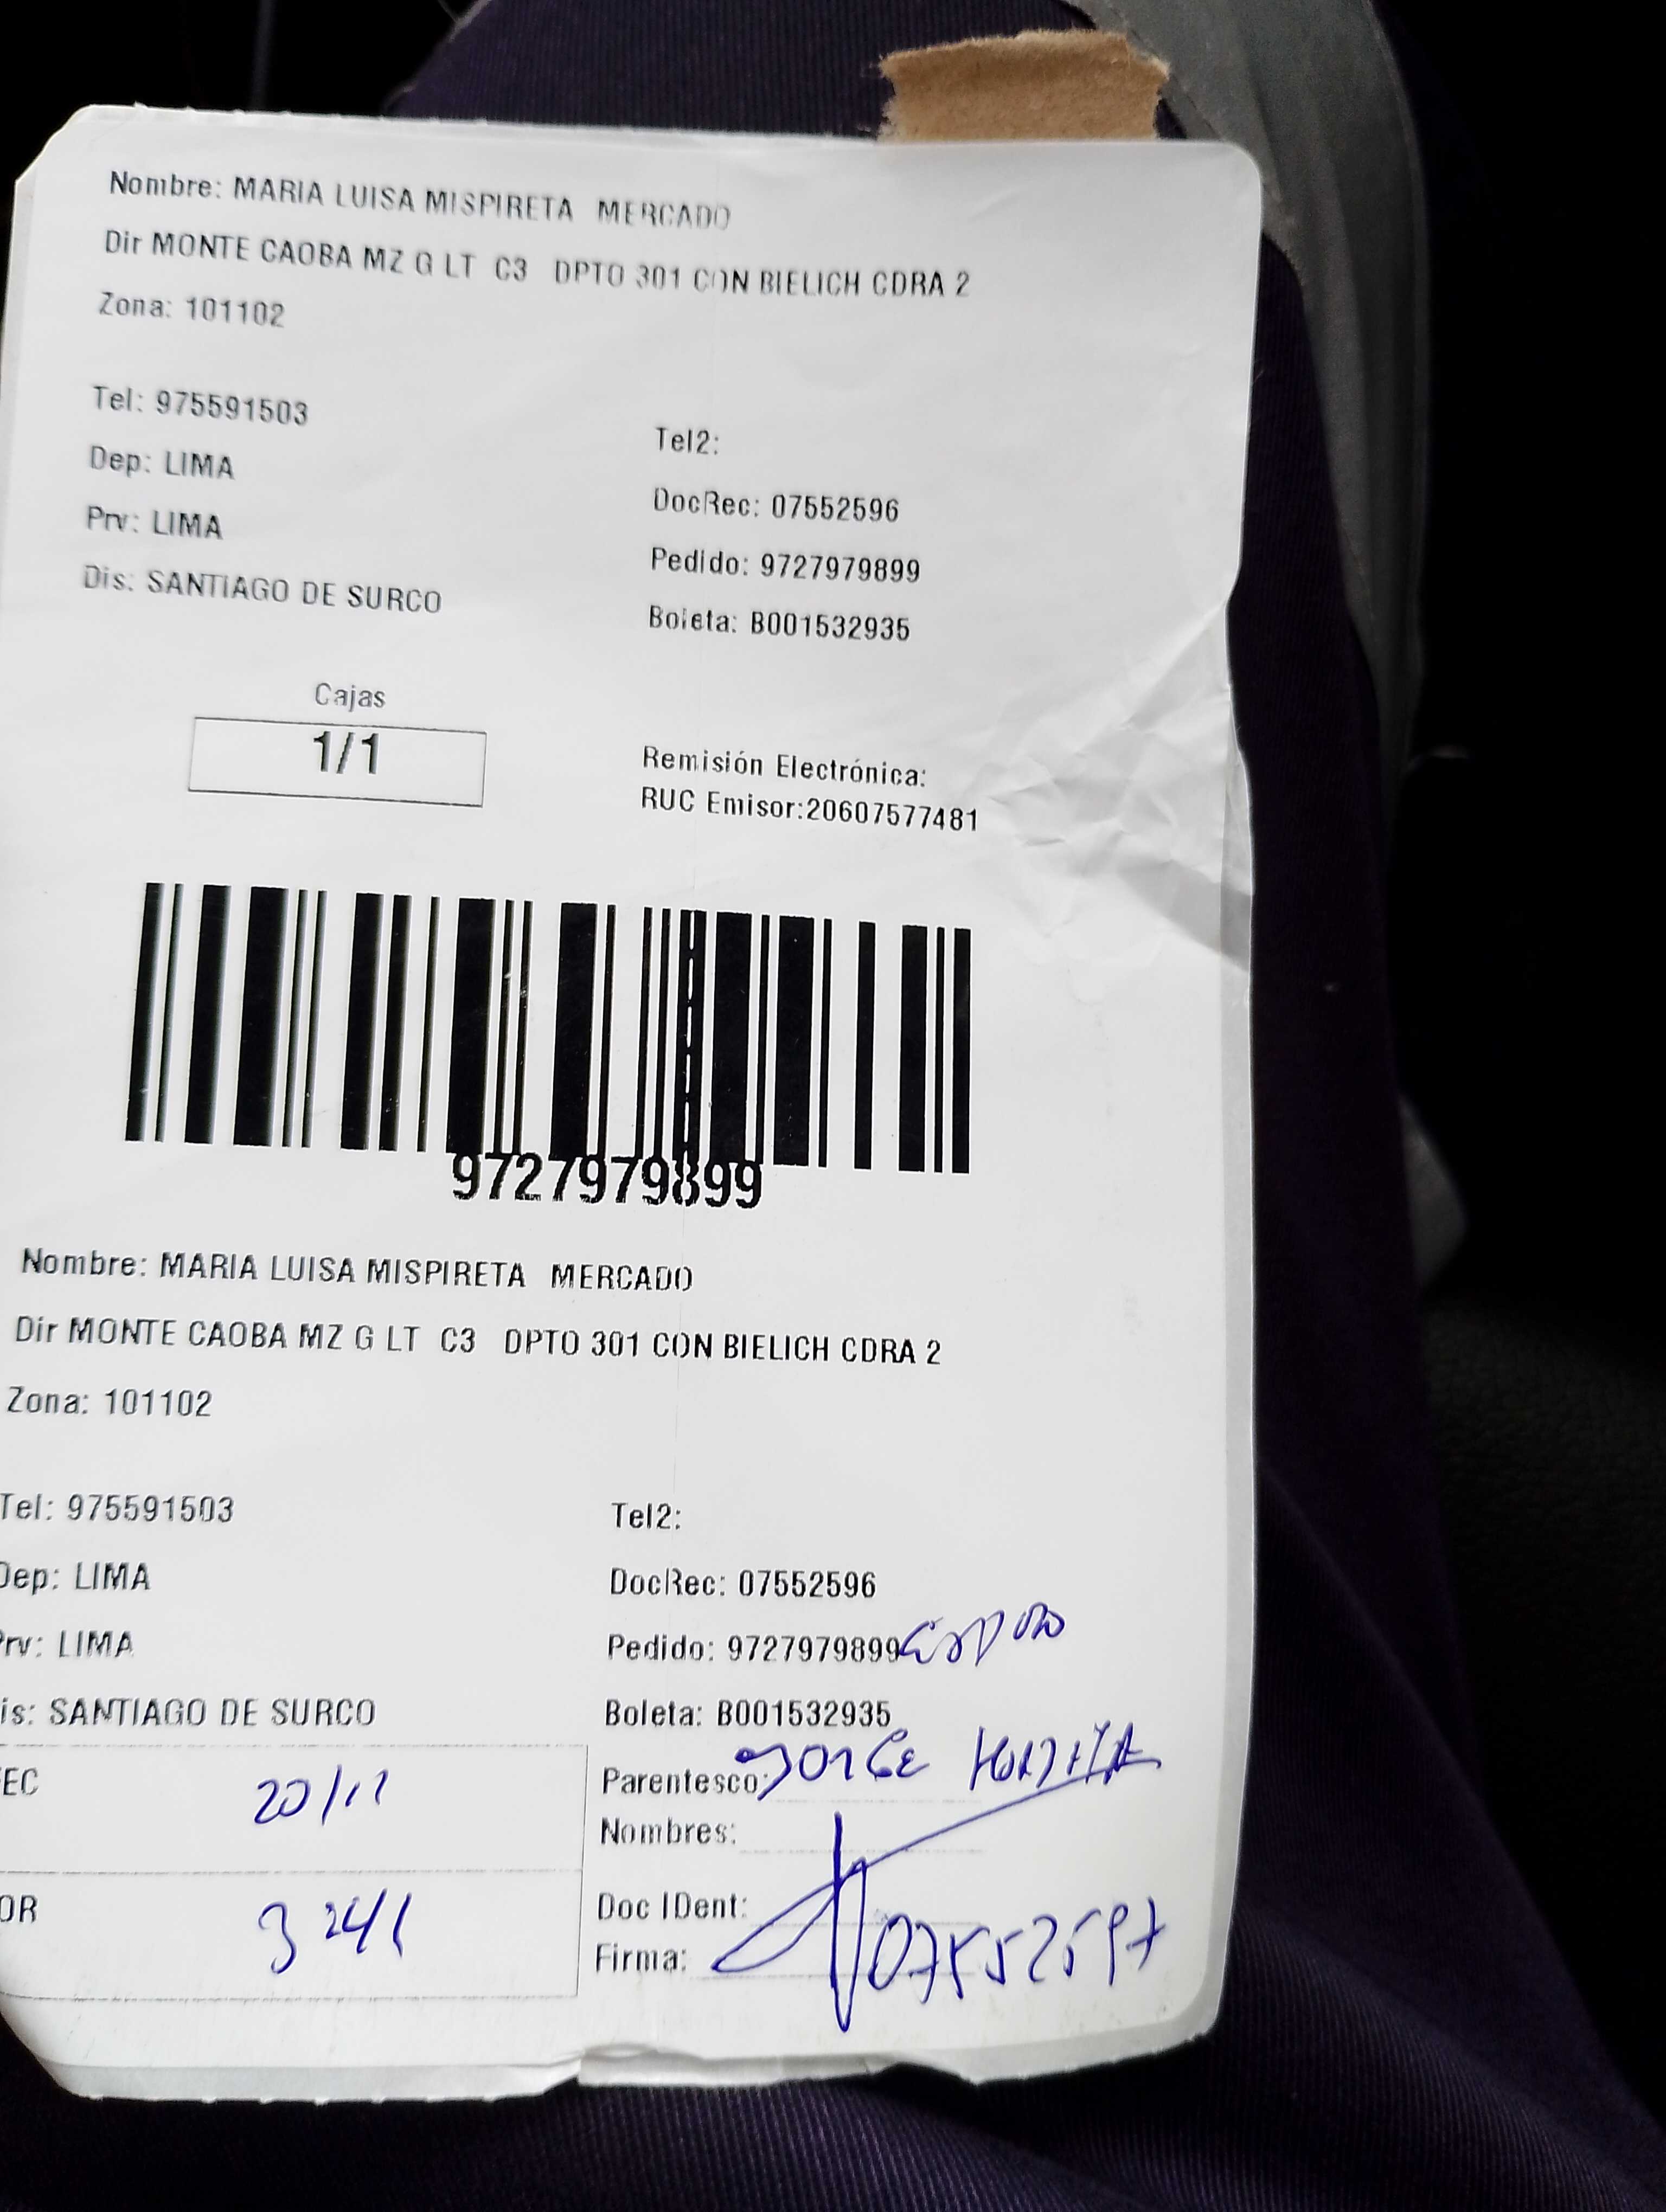 Nombre: MARIA LUISA MISPIRETA MERCADO
Dir MONTE CAOBA MZ G LT C3 DPTO 301 CON BIELICH CDRA 2
Zona: 101102
Tel: 975591503
Tel2:
Dep: LIMA
DocRec: 07552596
Prv: LIMA
Pedido: 9727979899
Dis: SANTIAGO DE SURCO
Boleta: B001532935
Cajas
1/1
Remisión Electrónica:
RUC Emisor:20607577481
9727979899
Nombre: MARIA LUISA MISPIRETA MERCADO
Dir MONTE CAOBA MZ G LT C3 DPTO 301 CON BIELICH CDRA 2
Zona: 101102
Tel: 975591503
Tel2:
Dep: LIMA
DocRec: 07552596
rv: LIMA
Pedido: 9727979899 Esposo
is: SANTIAGO DE SURCO
Boleta: B001532935
EC 20/11
Parentesco: JORGE
Nombres:
OR
Doc IDent:
Firma: 07552597